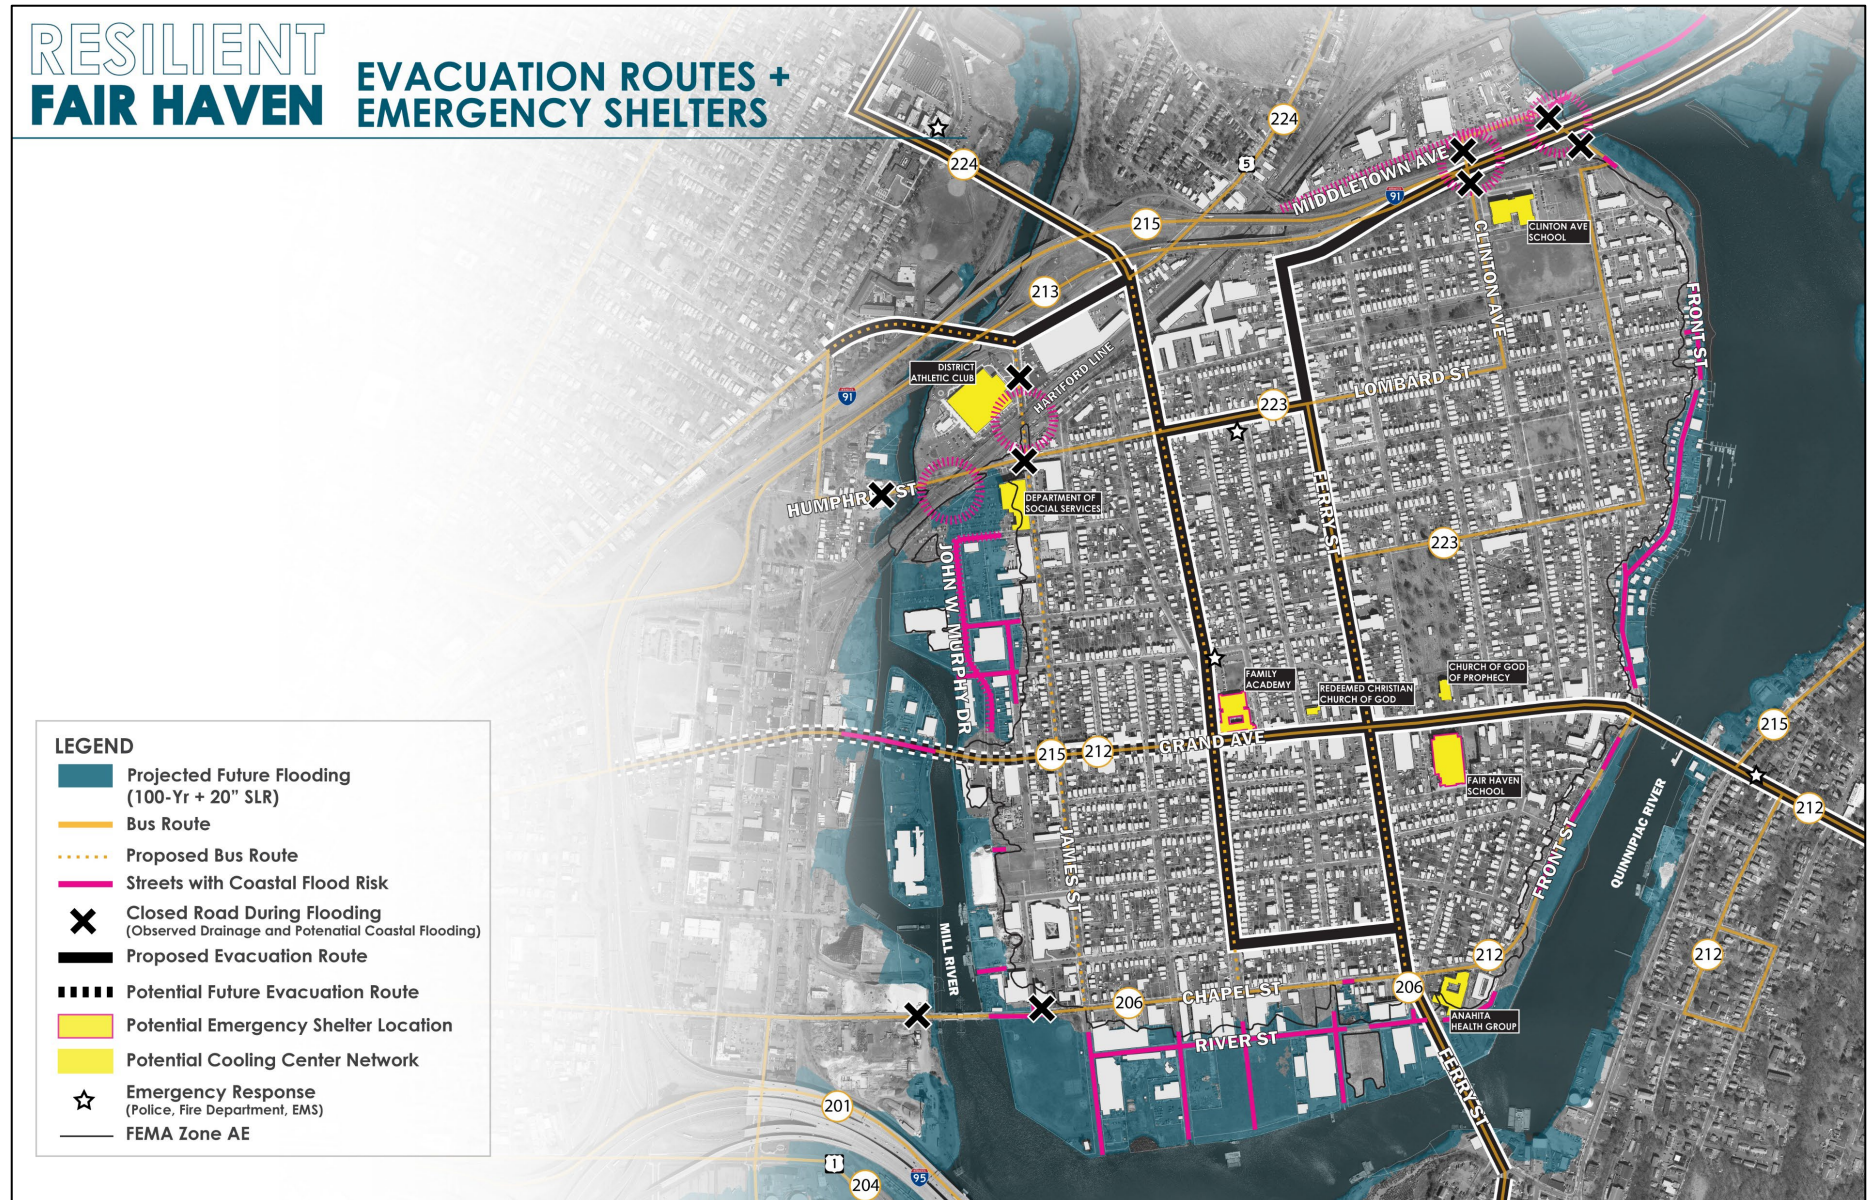 RESILIENT
FAIR HAVEN
EVACUATION ROUTES +
EMERGENCY SHELTERS
224
224
5
MIDDLETOWN AVE
91
215
CLINTON AVE
SCHOOL
CLINTON AVE
213
FRONT ST
HARTFORD LINE
DISTRICT
ATHLETIC CLUB
91
LOMBARD ST
223
HUMPHR
ST
DEPARTMENT OF
SOCIAL SERVICES
FERRY ST
223
JOHN W. MURPHY DR
CHURCH OF GOD
OF PROPHECY
FAMILY
ACADEMY
REDEEMED CHRISTIAN
CHURCH OF GOD
215
212
GRAND AVE
215
FAIR HAVEN
SCHOOL
212
QUINNIPIAC RIVER
FRONT ST
JAMES ST
MILL RIVER
212
212
206
CHAPEL ST
206
ANAHITA
HEALTH GROUP
RIVER ST
FERRY ST
201
1
95
204
LEGEND
Projected Future Flooding
(100-Yr + 20" SLR)
Bus Route
Proposed Bus Route
Streets with Coastal Flood Risk
Closed Road During Flooding
(Observed Drainage and Potenatial Coastal Flooding)
Proposed Evacuation Route
Potential Future Evacuation Route
Potential Emergency Shelter Location
Potential Cooling Center Network
Emergency Response
(Police, Fire Department, EMS)
FEMA Zone AE